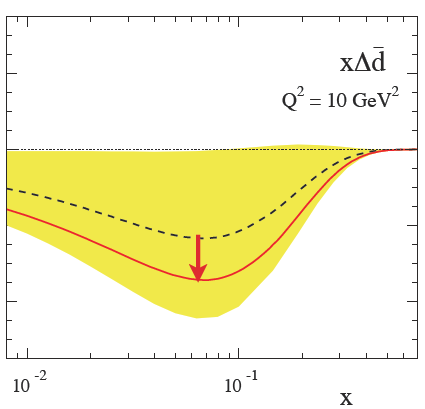 xΔd̄
Q² = 10 GeV²
10⁻² 10⁻¹
x